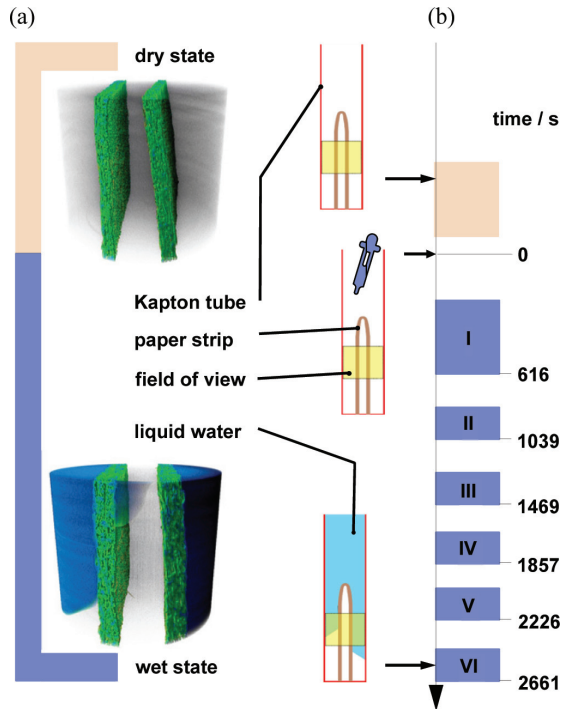 (a)
(b)
dry state
time / s
0
Kapton tube
paper strip
field of view
liquid water
wet state
I
616
II
1039
III
1469
IV
1857
V
2226
VI
2661